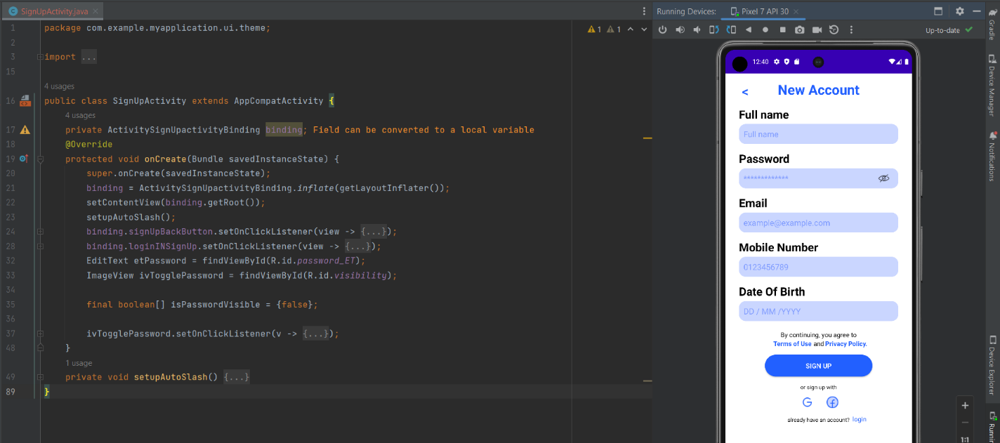 SignUpActivity.java
Running Devices: Pixel 7 API 30
1 package com.example.myapplication.ui.theme;
1 1
2
3 import ...
15
4 usages
16 public class SignUpActivity extends AppCompatActivity {
4 usages
17 private ActivitySignUpactivityBinding binding; Field can be converted to a local variable
18 @Override
19 protected void onCreate(Bundle savedInstanceState) {
20 super.onCreate(savedInstanceState);
21 binding = ActivitySignUpactivityBinding.inflate(getLayoutInflater());
22 setContentView(binding.getRoot());
23 setupAutoSlash();
24 binding.signUpBackButton.setOnClickListener(view -> {...});
28 binding.loginINSignUp.setOnClickListener(view -> {...});
32 EditText etPassword = findViewById(R.id.password_ET);
33 ImageView ivTogglePassword = findViewById(R.id.visibility);
34
35 final boolean[] isPasswordVisible = {false};
36
37 ivTogglePassword.setOnClickListener(v -> {...});
48 }
1 usage
49 private void setupAutoSlash() {...}
89 }
Up-to-date
12:40
< New Account
Full name
Full name
Password
*************
Email
example@example.com
Mobile Number
0123456789
Date Of Birth
DD / MM /YYYY
By continuing, you agree to
Terms of Use and Privacy Policy.
SIGN UP
or sign up with
G f
already have an account? login
+
−
1:1
Gradle
Device Manager
Notifications
Device Explorer